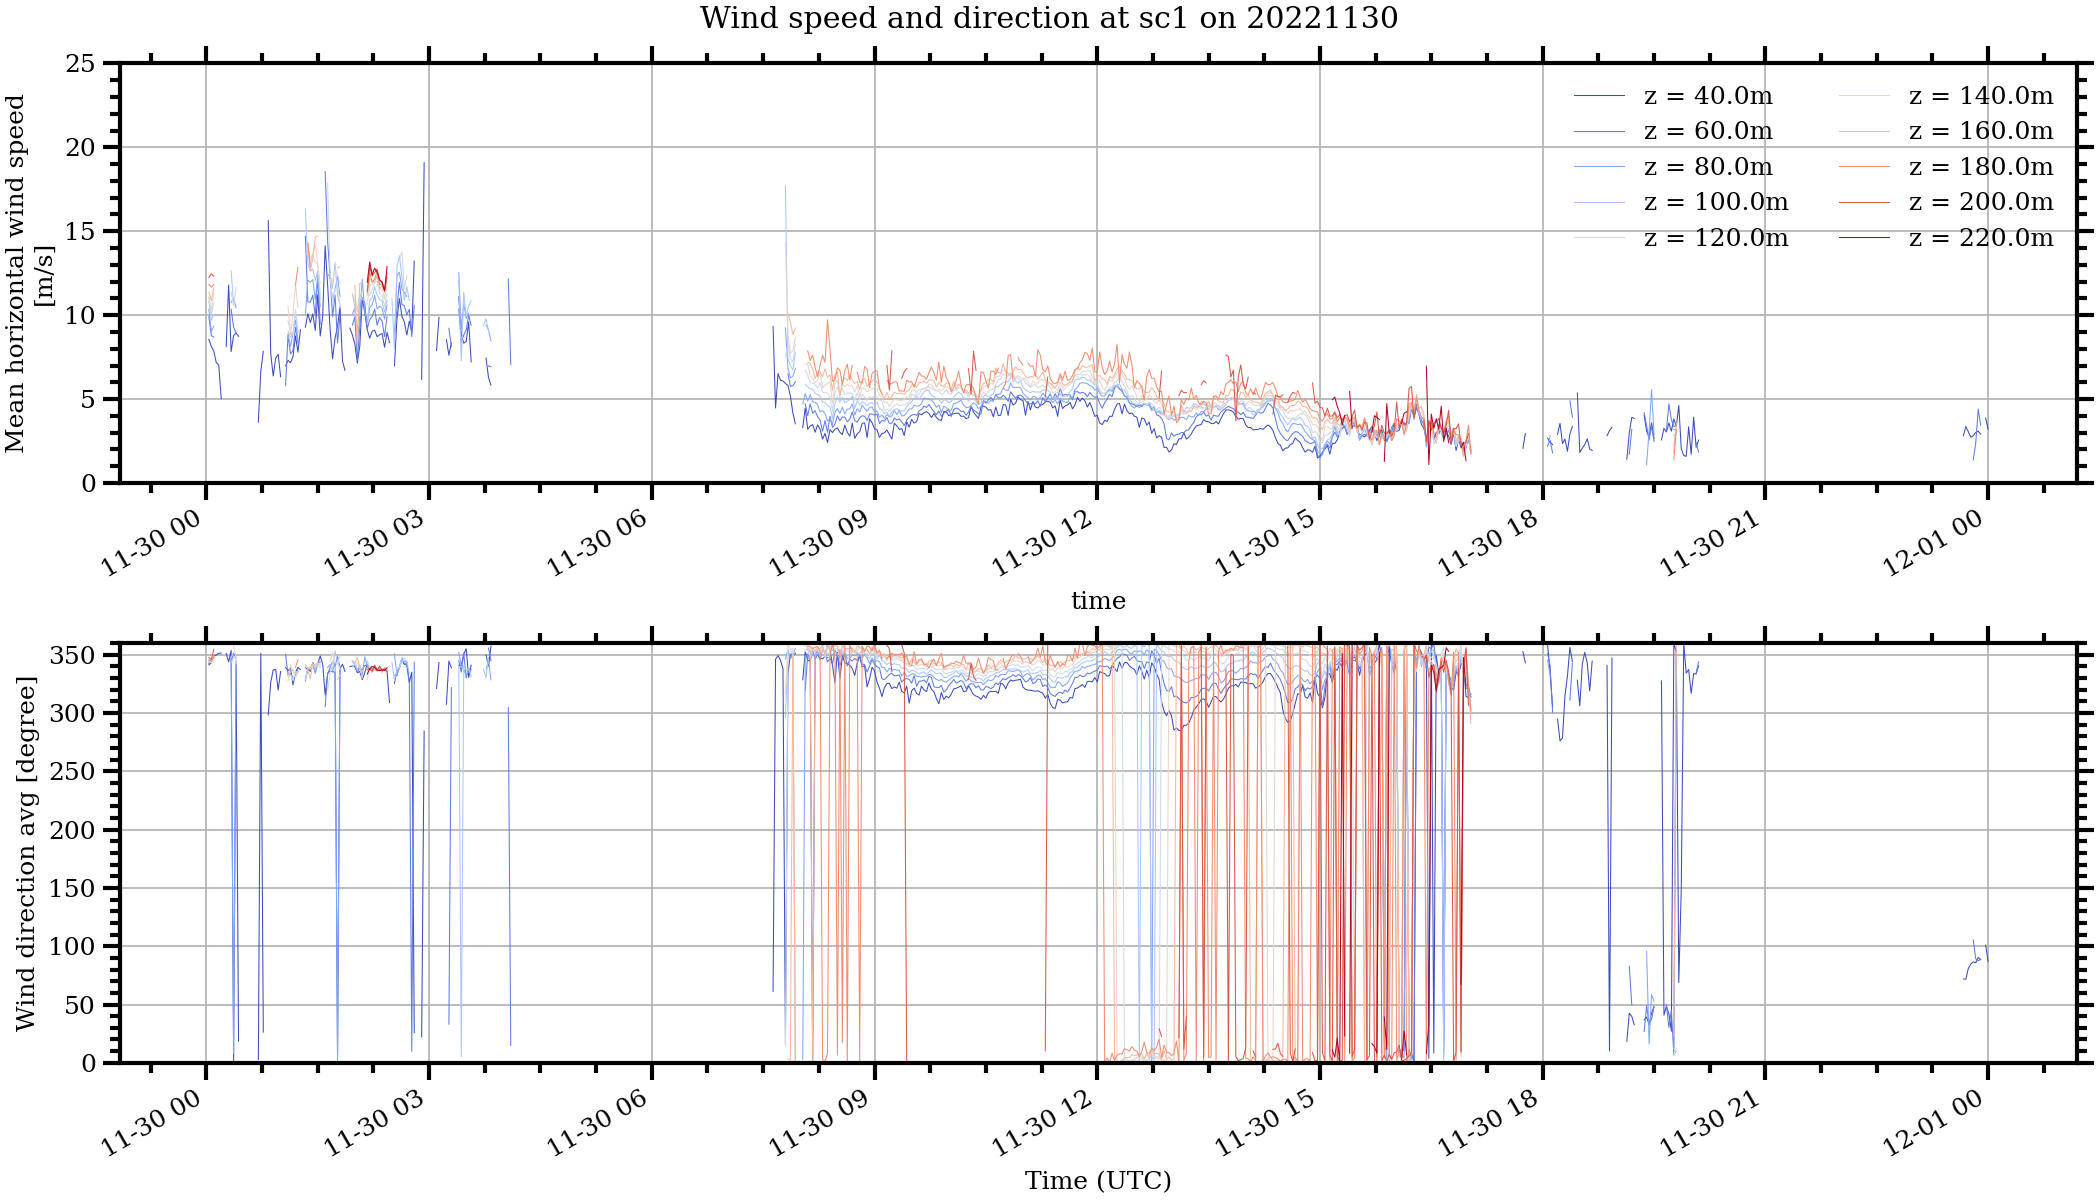 Wind speed and direction at sc1 on 20221130
Mean horizontal wind speed
[m/s]
25
20
15
10
5
0
z = 40.0m
z = 60.0m
z = 80.0m
z = 100.0m
z = 120.0m
z = 140.0m
z = 160.0m
z = 180.0m
z = 200.0m
z = 220.0m
11-30 00
11-30 03
11-30 06
11-30 09
11-30 12
11-30 15
11-30 18
11-30 21
12-01 00
time
Wind direction avg [degree]
350
300
250
200
150
100
50
0
11-30 00
11-30 03
11-30 06
11-30 09
11-30 12
11-30 15
11-30 18
11-30 21
12-01 00
Time (UTC)